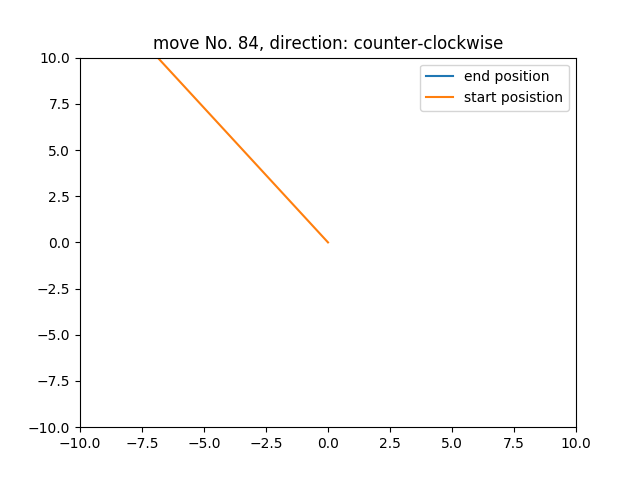 move No. 84, direction: counter-clockwise
end position
start posistion
10.0
7.5
5.0
2.5
0.0
−2.5
−5.0
−7.5
−10.0
−10.0 −7.5 −5.0 −2.5 0.0 2.5 5.0 7.5 10.0